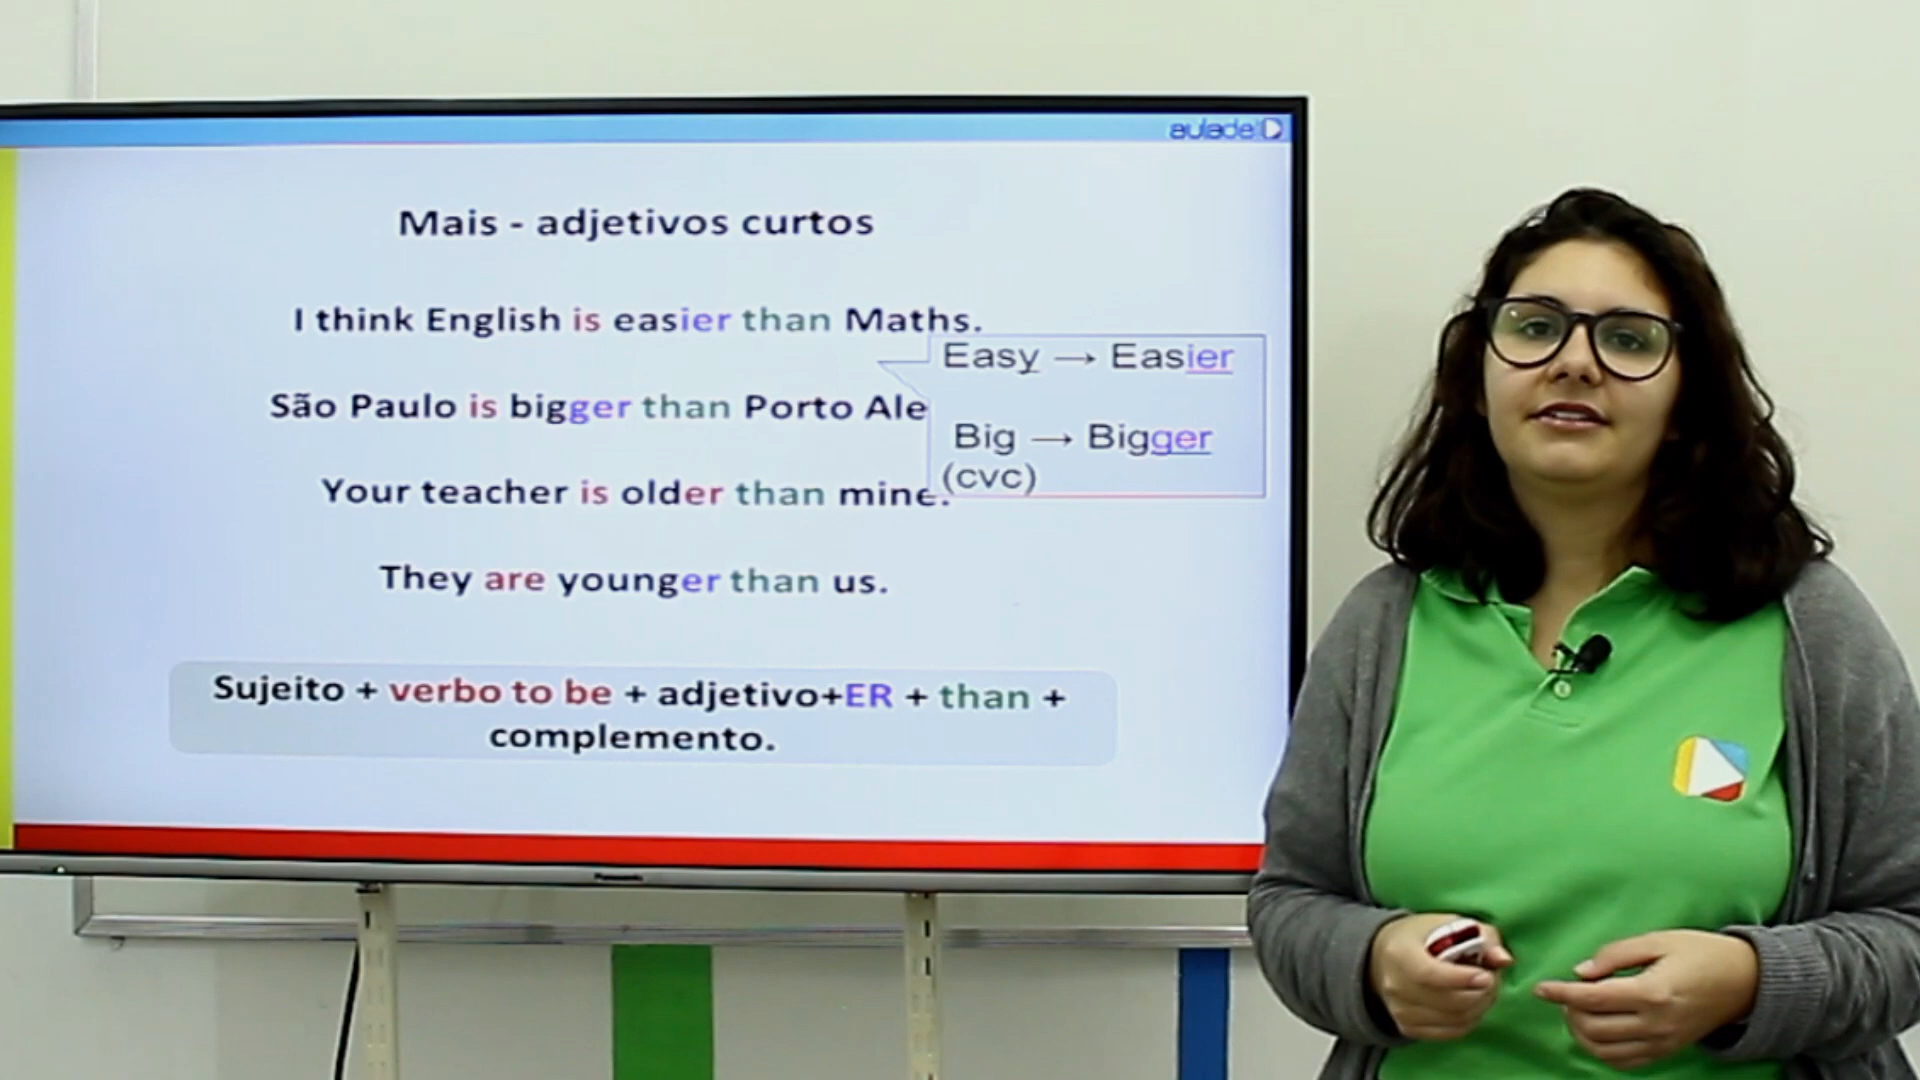 aulade
Mais - adjetivos curtos
I think English is easier than Maths.
Easy → Easier
São Paulo is bigger than Porto Ale
Big → Bigger
(cvc)
Your teacher is older than mine.
They are younger than us.
Sujeito + verbo to be + adjetivo+ER + than +
complemento.
Panasonic